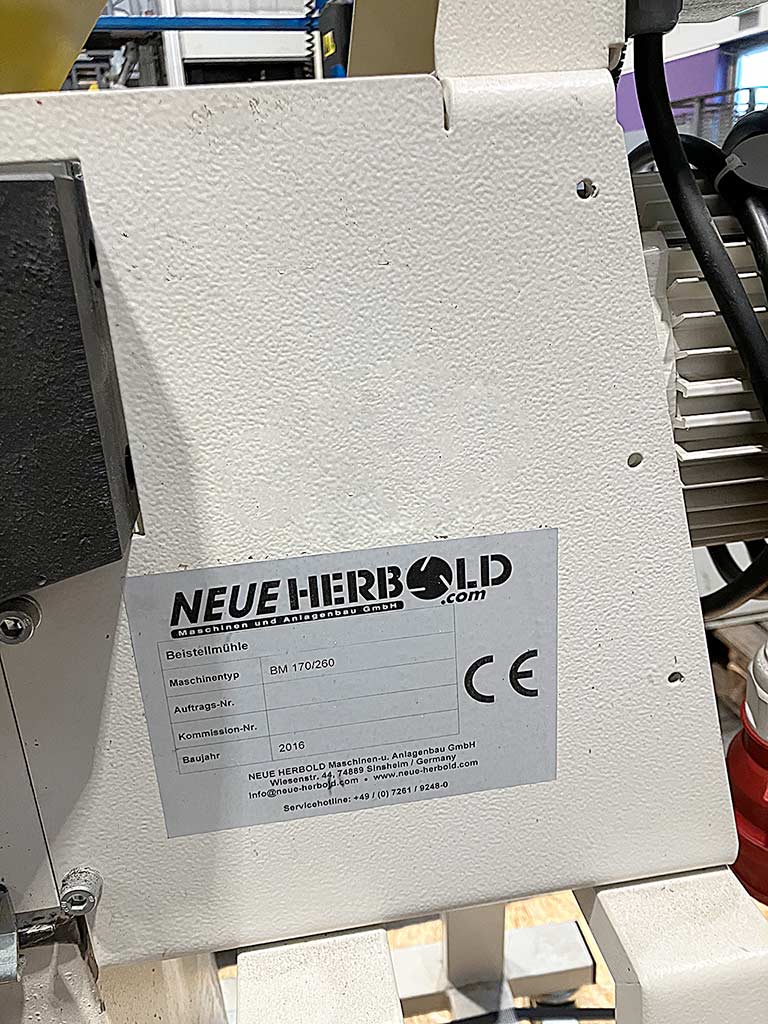 NEUE HERBOLD
.com
Maschinen und Anlagenbau GmbH
Beistellmühle
Maschinentyp BM 170/260
Auftrags-Nr.
Kommission-Nr.
Baujahr 2016
CE
NEUE HERBOLD Maschinen-u. Anlagenbau GmbH
Wiesenstr. 44, 74889 Sinsheim / Germany
info@neue-herbold.com • www.neue-herbold.com
Servicehotline: +49 / (0) 7261 / 9248-0